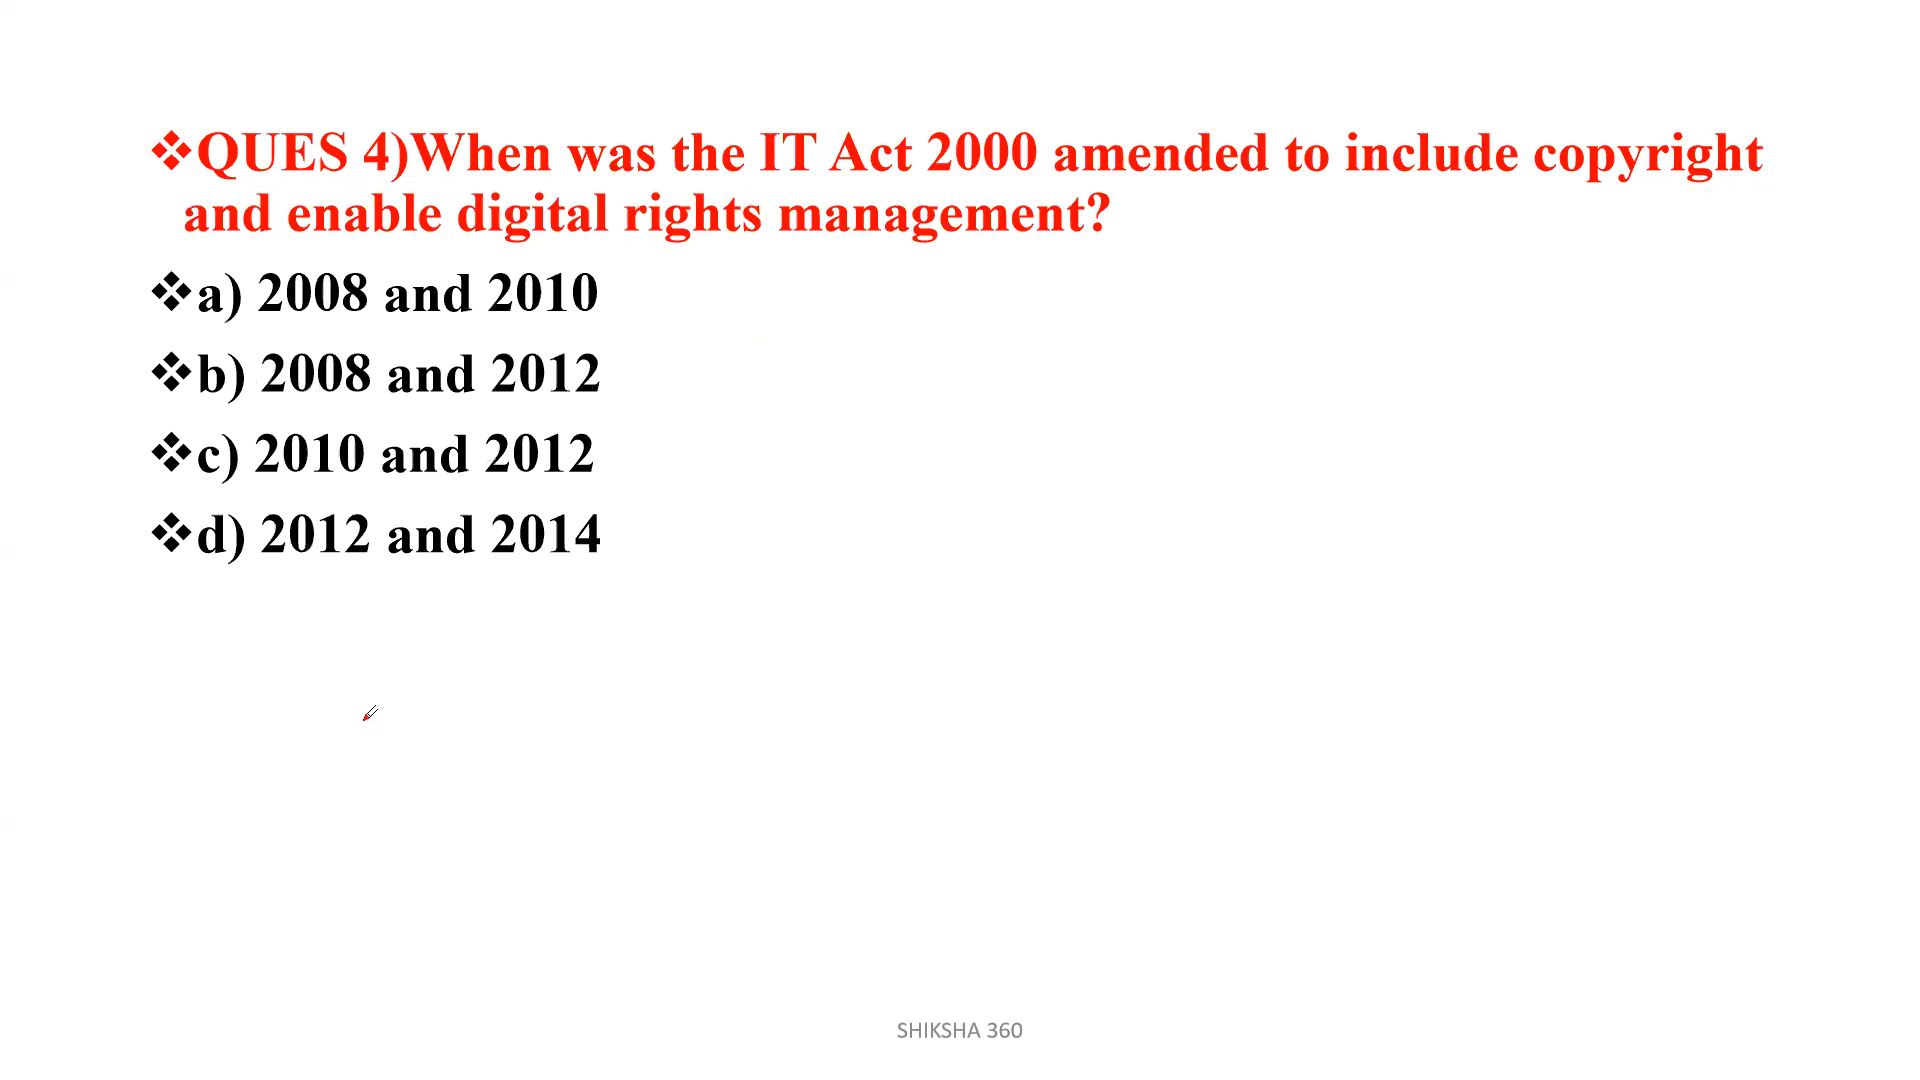 ❖QUES 4)When was the IT Act 2000 amended to include copyright
and enable digital rights management?
❖a) 2008 and 2010
❖b) 2008 and 2012
❖c) 2010 and 2012
❖d) 2012 and 2014
SHIKSHA 360